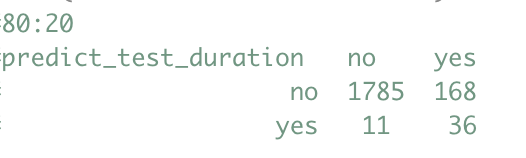 80:20
predict_test_duration no yes
no 1785 168
yes 11 36